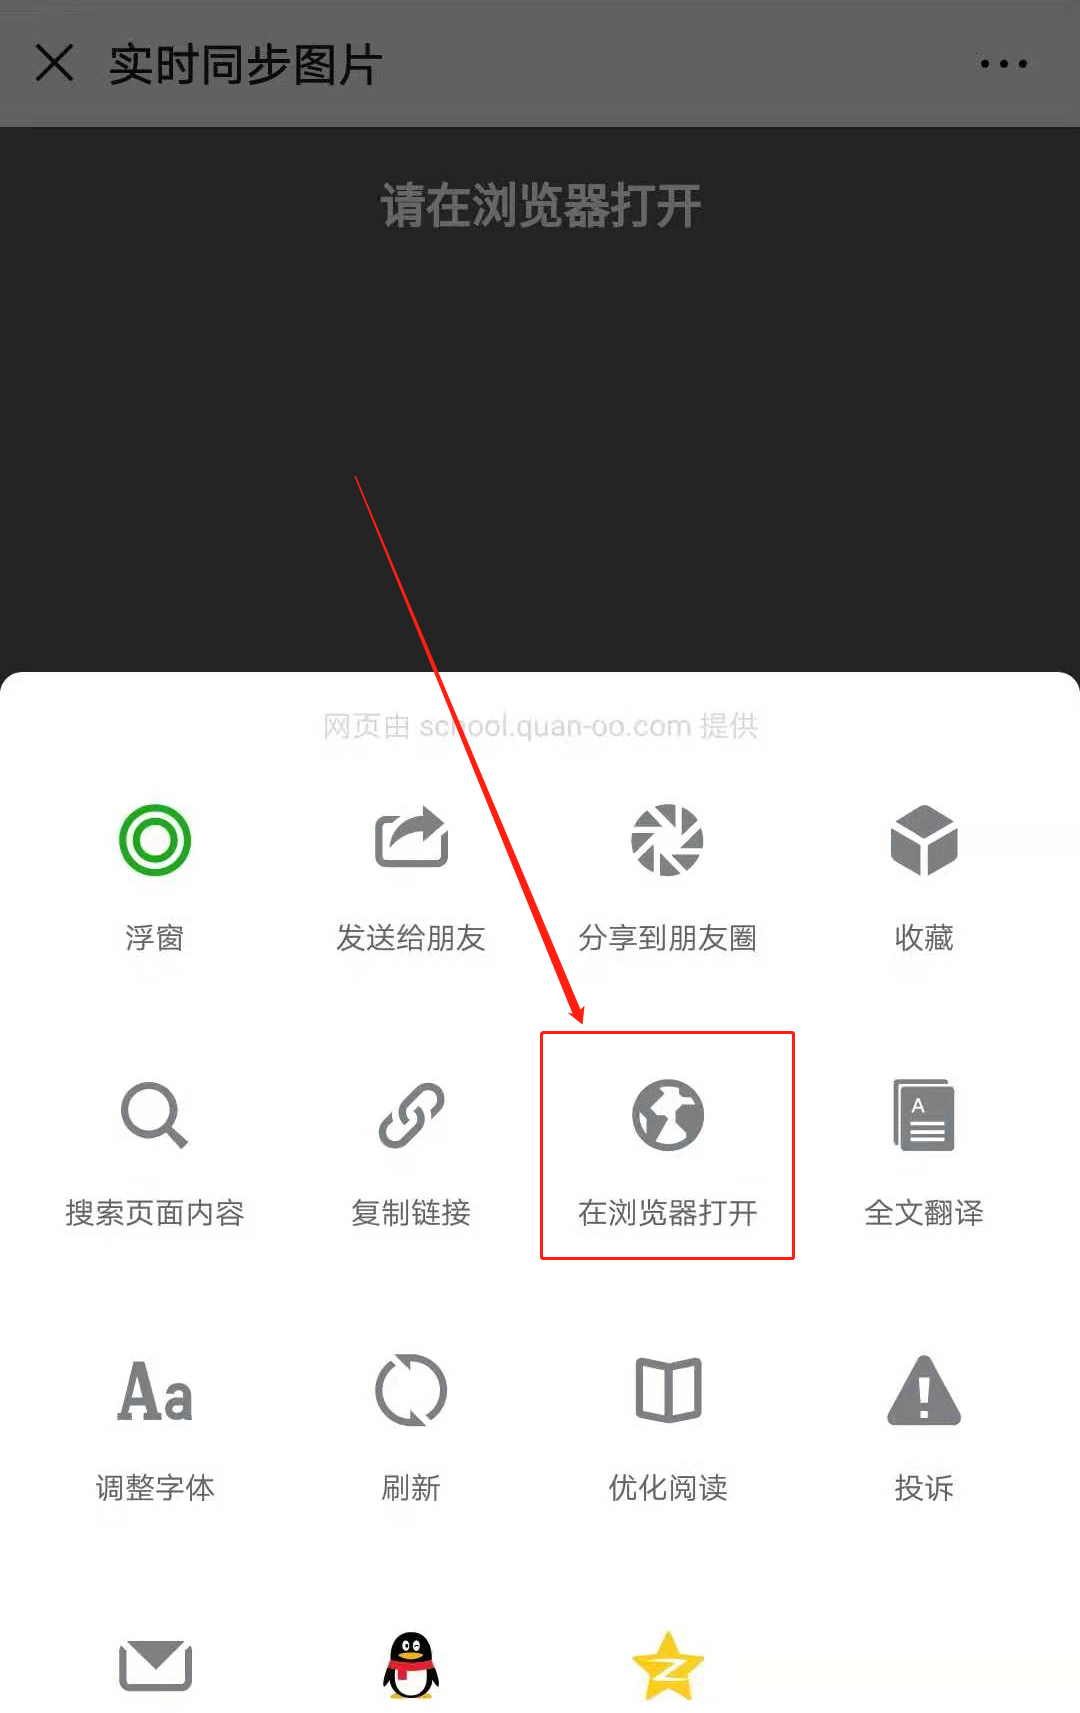 实时同步图片
请在浏览器打开
网页由 school.quan-oo.com 提供
浮窗
发送给朋友
分享到朋友圈
收藏
搜索页面内容
复制链接
在浏览器打开
全文翻译
调整字体
刷新
优化阅读
投诉